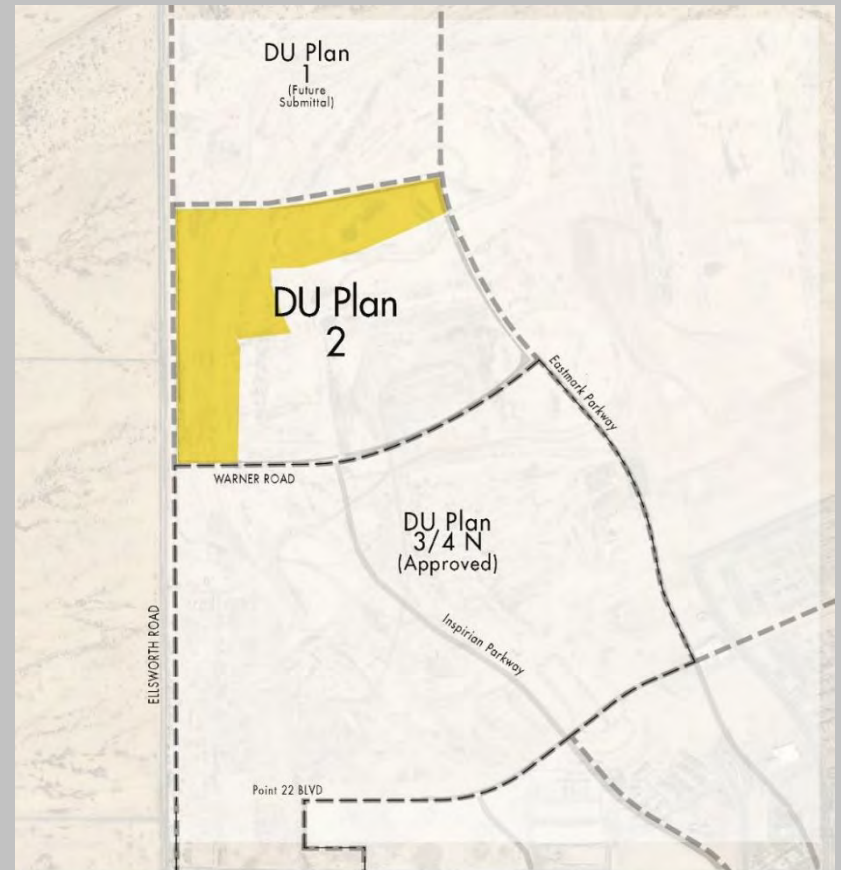 DU Plan
1
(Future
Submittal)
DU Plan
2
Eastmark Parkway
WARNER ROAD
DU Plan
3/4 N
(Approved)
ELLSWORTH ROAD
Inspirian Parkway
Point 22 BLVD